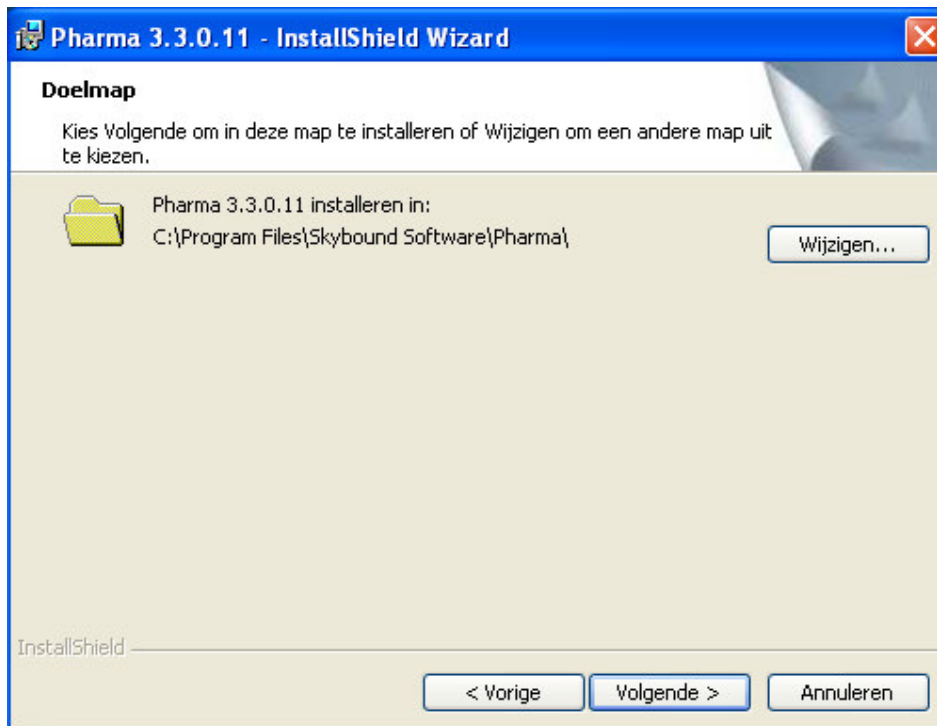 Pharma 3.3.0.11 - InstallShield Wizard
Doelmap
Kies Volgende om in deze map te installeren of Wijzigen om een andere map uit
te kiezen.
Pharma 3.3.0.11 installeren in:
C:\Program Files\Skybound Software\Pharma\
Wijzigen...
InstallShield
< Vorige
Volgende >
Annuleren